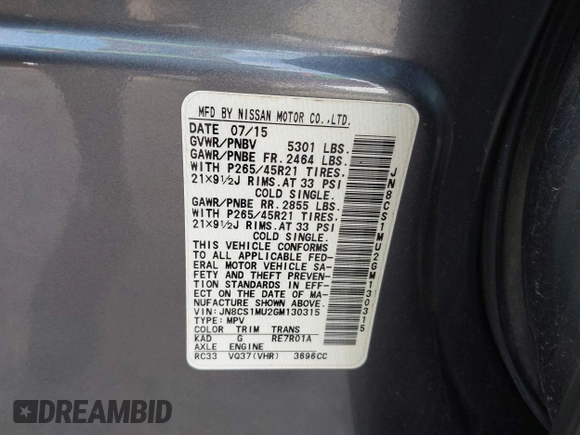 MFD BY NISSAN MOTOR CO.,LTD.
DATE 07/15
GVWR/PNBV 5301 LBS.
GAWR/PNBE FR. 2464 LBS.
WITH P265/45R21 TIRES.
21×9½J RIMS.AT 33 PSI
COLD SINGLE.
GAWR/PNBE RR. 2855 LBS.
WITH P265/45R21 TIRES.
21×9½J RIMS.AT 33 PSI
COLD SINGLE.
THIS VEHICLE CONFORMS
TO ALL APPLICABLE FED-
ERAL MOTOR VEHICLE SA-
FETY AND THEFT PREVEN-
TION STANDARDS IN EFF-
ECT ON THE DATE OF MA-
NUFACTURE SHOWN ABOVE.
VIN:JN8CS1MU2GM130315
TYPE:MPV
COLOR TRIM TRANS
KAD G RE7R01A
AXLE ENGINE
RC33 VQ37(VHR) 3696CC
JN8CS1MU2GM130315
DREAMBID